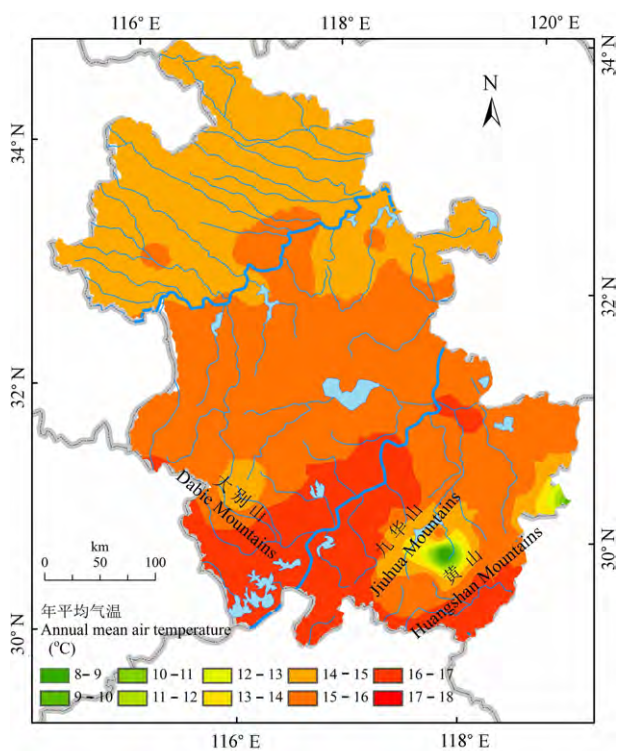 116° E
118° E
120° E
34° N
34° N
N
32° N
32° N
大别山
Dabie Mountains
九华山
Jiuhua Mountains
黄山
Huangshan Mountains
30° N
30° N
km
0 50 100
年平均气温
Annual mean air temperature
(°C)
8-9 10-11 12-13 14-15 16-17
9-10 11-12 13-14 15-16 17-18
116° E
118° E